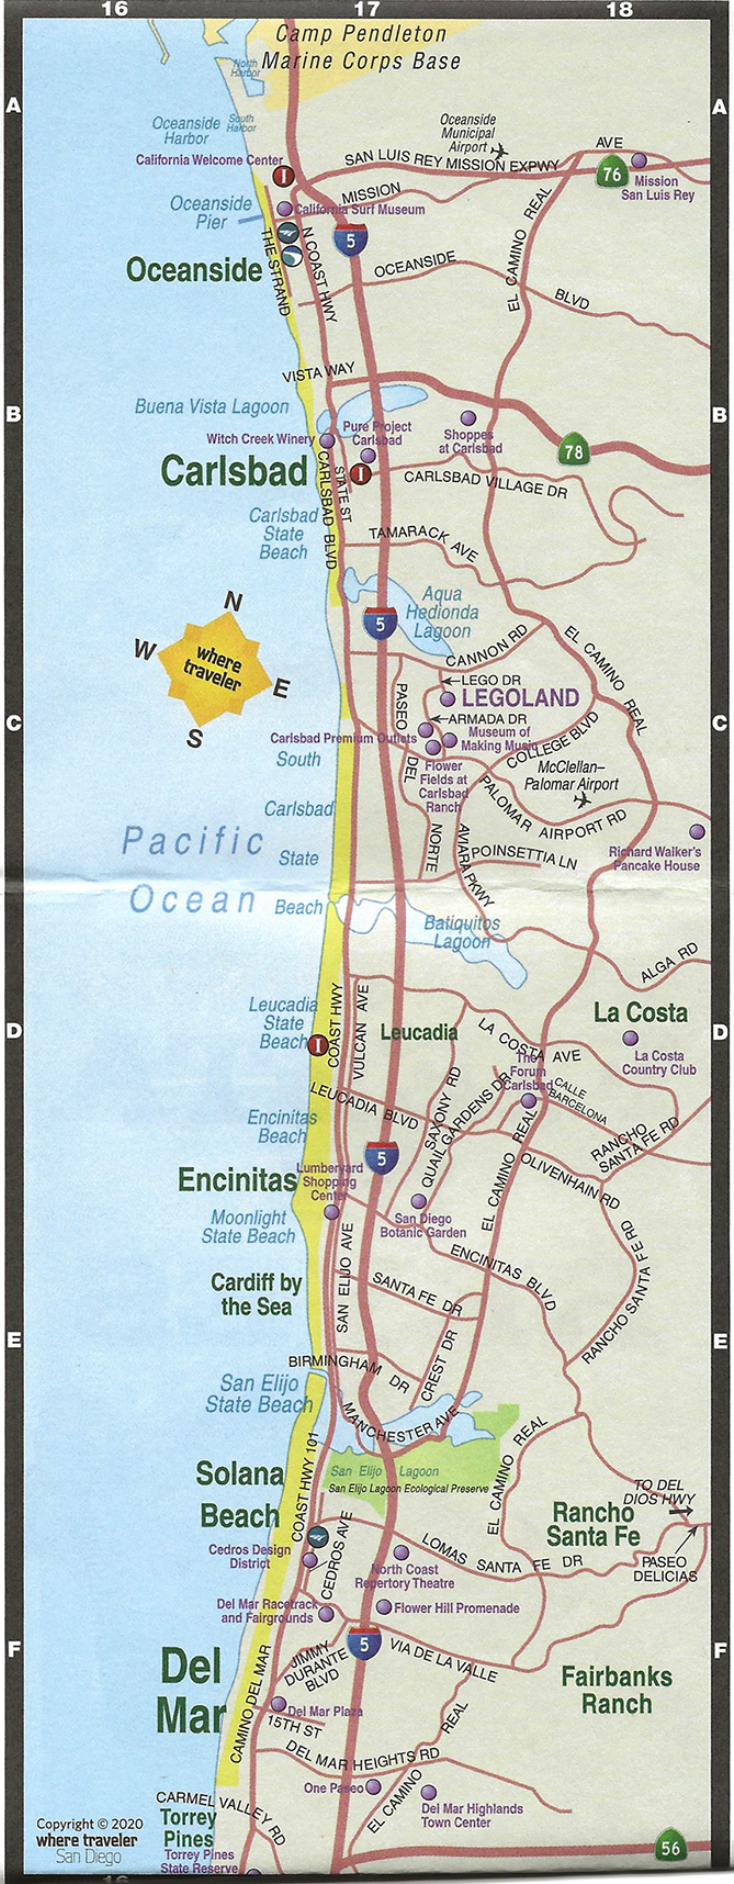 16 17 18
Camp Pendleton
Marine Corps Base
North
Harbor
A
A
Oceanside
Harbor
South
Harbor
Oceanside
Municipal
Airport
California Welcome Center
I
SAN LUIS REY MISSION EXPWY
AVE
76
Mission
San Luis Rey
Oceanside
Pier
MISSION
California Surf Museum
5
EL CAMINO REAL
Oceanside
THE STRAND
N COAST HWY
OCEANSIDE
BLVD
VISTA WAY
B
B
Buena Vista Lagoon
Witch Creek Winery
Pure Project
Carlsbad
Shoppes
at Carlsbad
78
Carlsbad
I
STATE ST
CARLSBAD BLVD
CARLSBAD VILLAGE DR
Carlsbad
State
Beach
TAMARACK AVE
Aqua
Hedionda
Lagoon
5
N
W
E
S
where
traveler
CANNON RD
EL CAMINO REAL
LEGO DR
LEGOLAND
PASEO
DEL
NORTE
ARMADA DR
C
C
Carlsbad Premium Outlets
Museum of
Making Music
COLLEGE BLVD
South
Carlsbad
State
Beach
Flower
Fields at
Carlsbad
Ranch
McClellan–
Palomar Airport
PALOMAR AIRPORT RD
Pacific
Ocean
AVIARA PKWY
POINSETTIA LN
Richard Walker's
Pancake House
Batiquitos
Lagoon
ALGA RD
Leucadia
State
Beach
I
COAST HWY
VULCAN AVE
Leucadia
La Costa
D
D
LA COSTA AVE
La Costa
Country Club
The
Forum
Carlsbad
CALLE
BARCELONA
LEUCADIA BLVD
SAXONY RD
QUAIL GARDENS DR
Encinitas
Beach
RANCHO
SANTA FE RD
5
EL CAMINO REAL
OLIVENHAIN RD
Encinitas
Lumberyard
Shopping
Center
San Diego
Botanic Garden
Moonlight
State Beach
SAN ELIJO AVE
ENCINITAS BLVD
RANCHO SANTA FE RD
Cardiff by
the Sea
SANTA FE DR
E
E
BIRMINGHAM DR
CREST DR
San Elijo
State Beach
MANCHESTER AVE
Solana
Beach
COAST HWY 101
San Elijo Lagoon
San Elijo Lagoon Ecological Preserve
EL CAMINO REAL
TO DEL
DIOS HWY
Rancho
Santa Fe
CEDROS AVE
Cedros Design
District
LOMAS SANTA FE DR
PASEO
DELICIAS
North Coast
Repertory Theatre
Del Mar Racetrack
and Fairgrounds
Flower Hill Promenade
5
F
F
Del
Mar
CAMINO DEL MAR
JIMMY
DURANTE
BLVD
VIA DE LA VALLE
Fairbanks
Ranch
Del Mar Plaza
15TH ST
DEL MAR HEIGHTS RD
EL CAMINO REAL
One Paseo
Del Mar Highlands
Town Center
CARMEL VALLEY RD
Torrey
Pines
Torrey Pines
State Reserve
56
Copyright © 2020
where traveler
San Diego
16